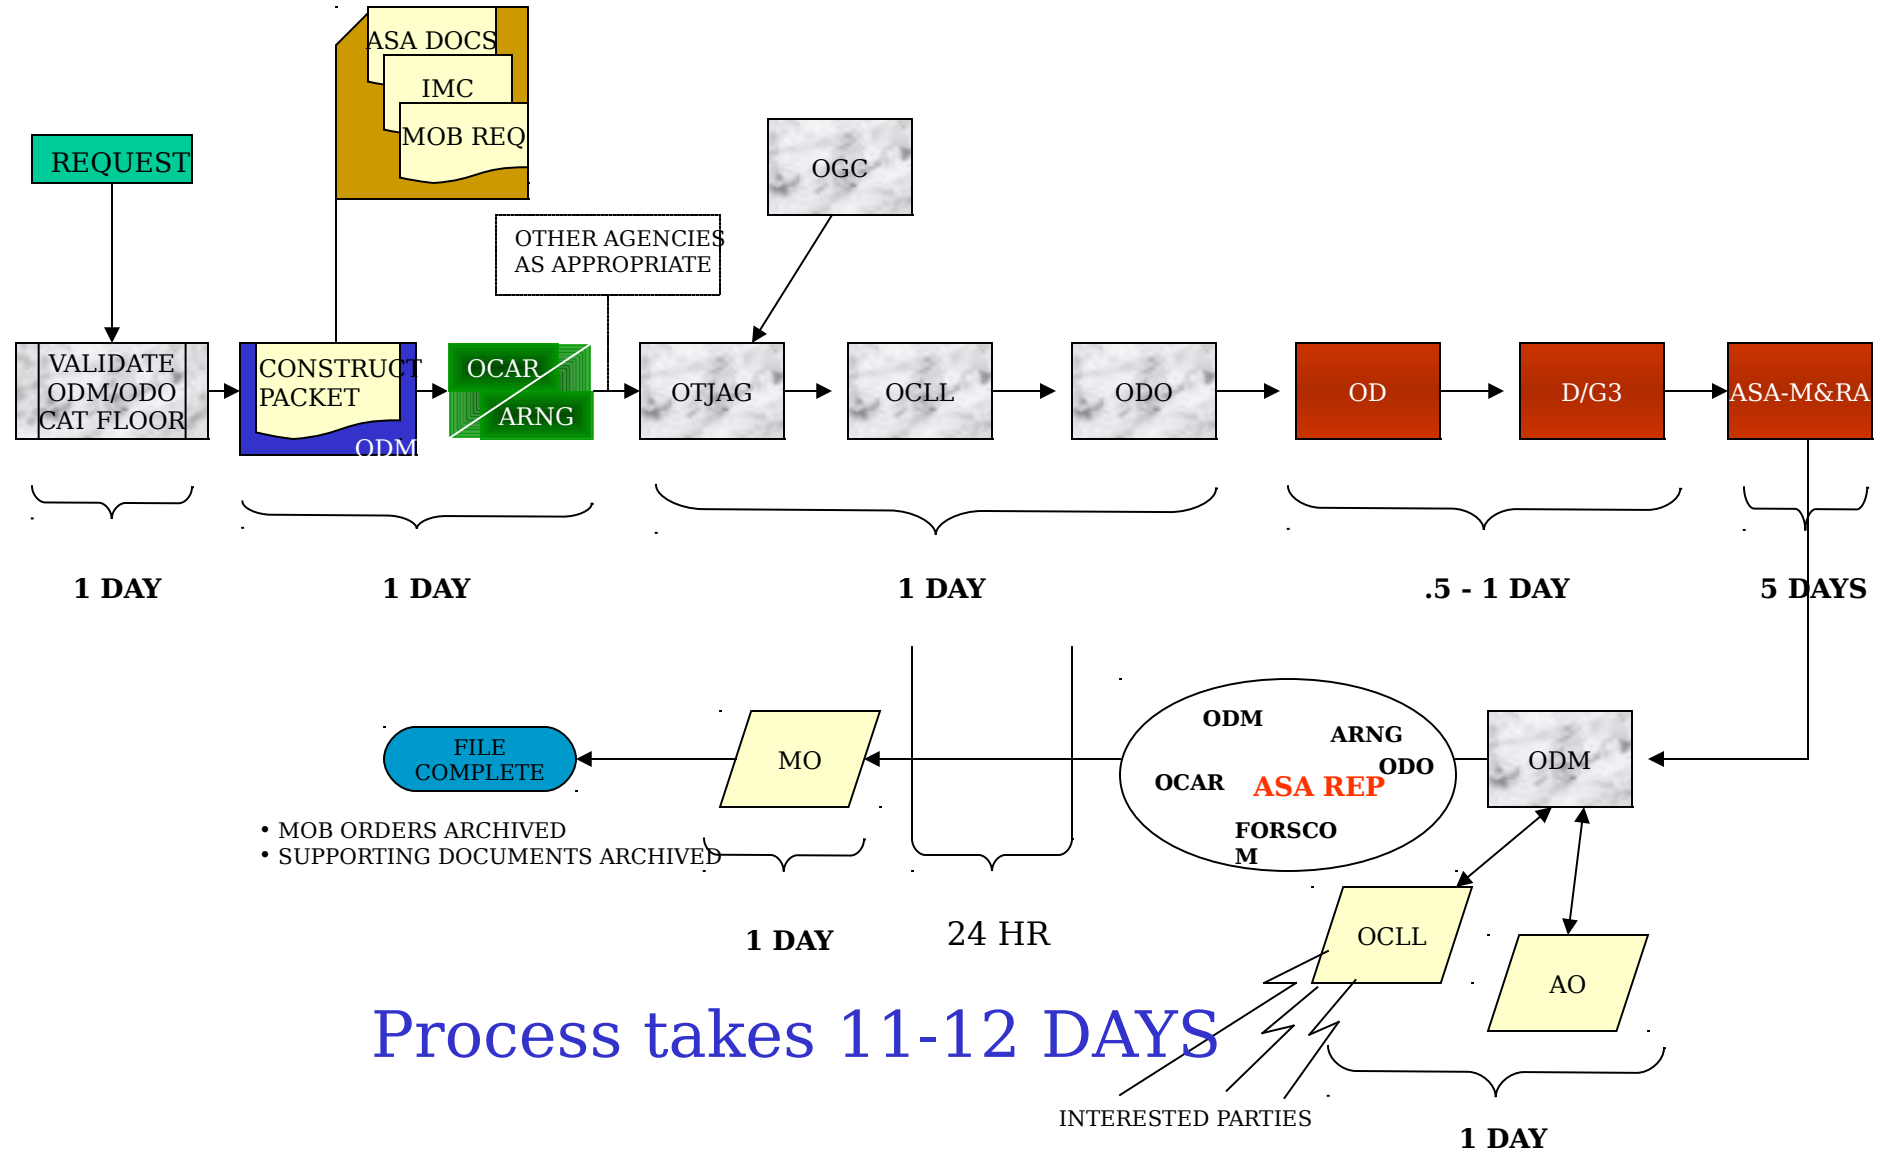 ASA DOCS
IMC
MOB REQ
REQUEST
OGC
OTHER AGENCIES
AS APPROPRIATE
VALIDATE
ODM/ODO
CAT FLOOR
CONSTRUCT
PACKET
ODM
OCAR
ARNG
OTJAG
OCLL
ODO
OD
D/G3
ASA-M&RA
1 DAY
1 DAY
1 DAY
.5 - 1 DAY
5 DAYS
FILE
COMPLETE
MO
ODM
ARNG
ODO
OCAR
ASA REP
FORSCO
M
ODM
• MOB ORDERS ARCHIVED
• SUPPORTING DOCUMENTS ARCHIVED
1 DAY
24 HR
OCLL
AO
Process takes 11-12 DAYS
INTERESTED PARTIES
1 DAY